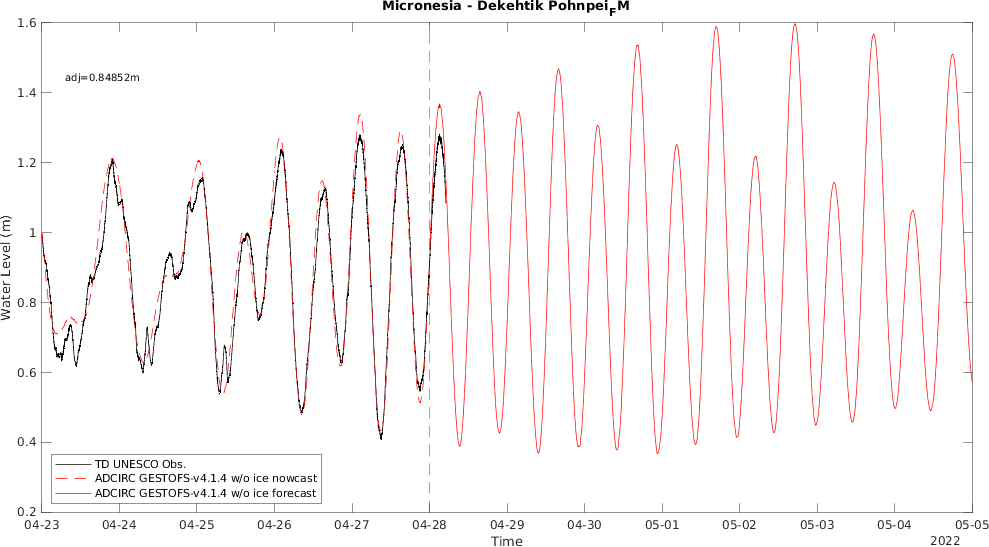 Micronesia - Dekehtik Pohnpei_FM
adj=0.84852m
Water Level (m)
1.6
1.4
1.2
1
0.8
0.6
0.4
0.2
TD UNESCO Obs.
ADCIRC GESTOFS-v4.1.4 w/o ice nowcast
ADCIRC GESTOFS-v4.1.4 w/o ice forecast
04-23 04-24 04-25 04-26 04-27 04-28 04-29 04-30 05-01 05-02 05-03 05-04 05-05
Time
2022